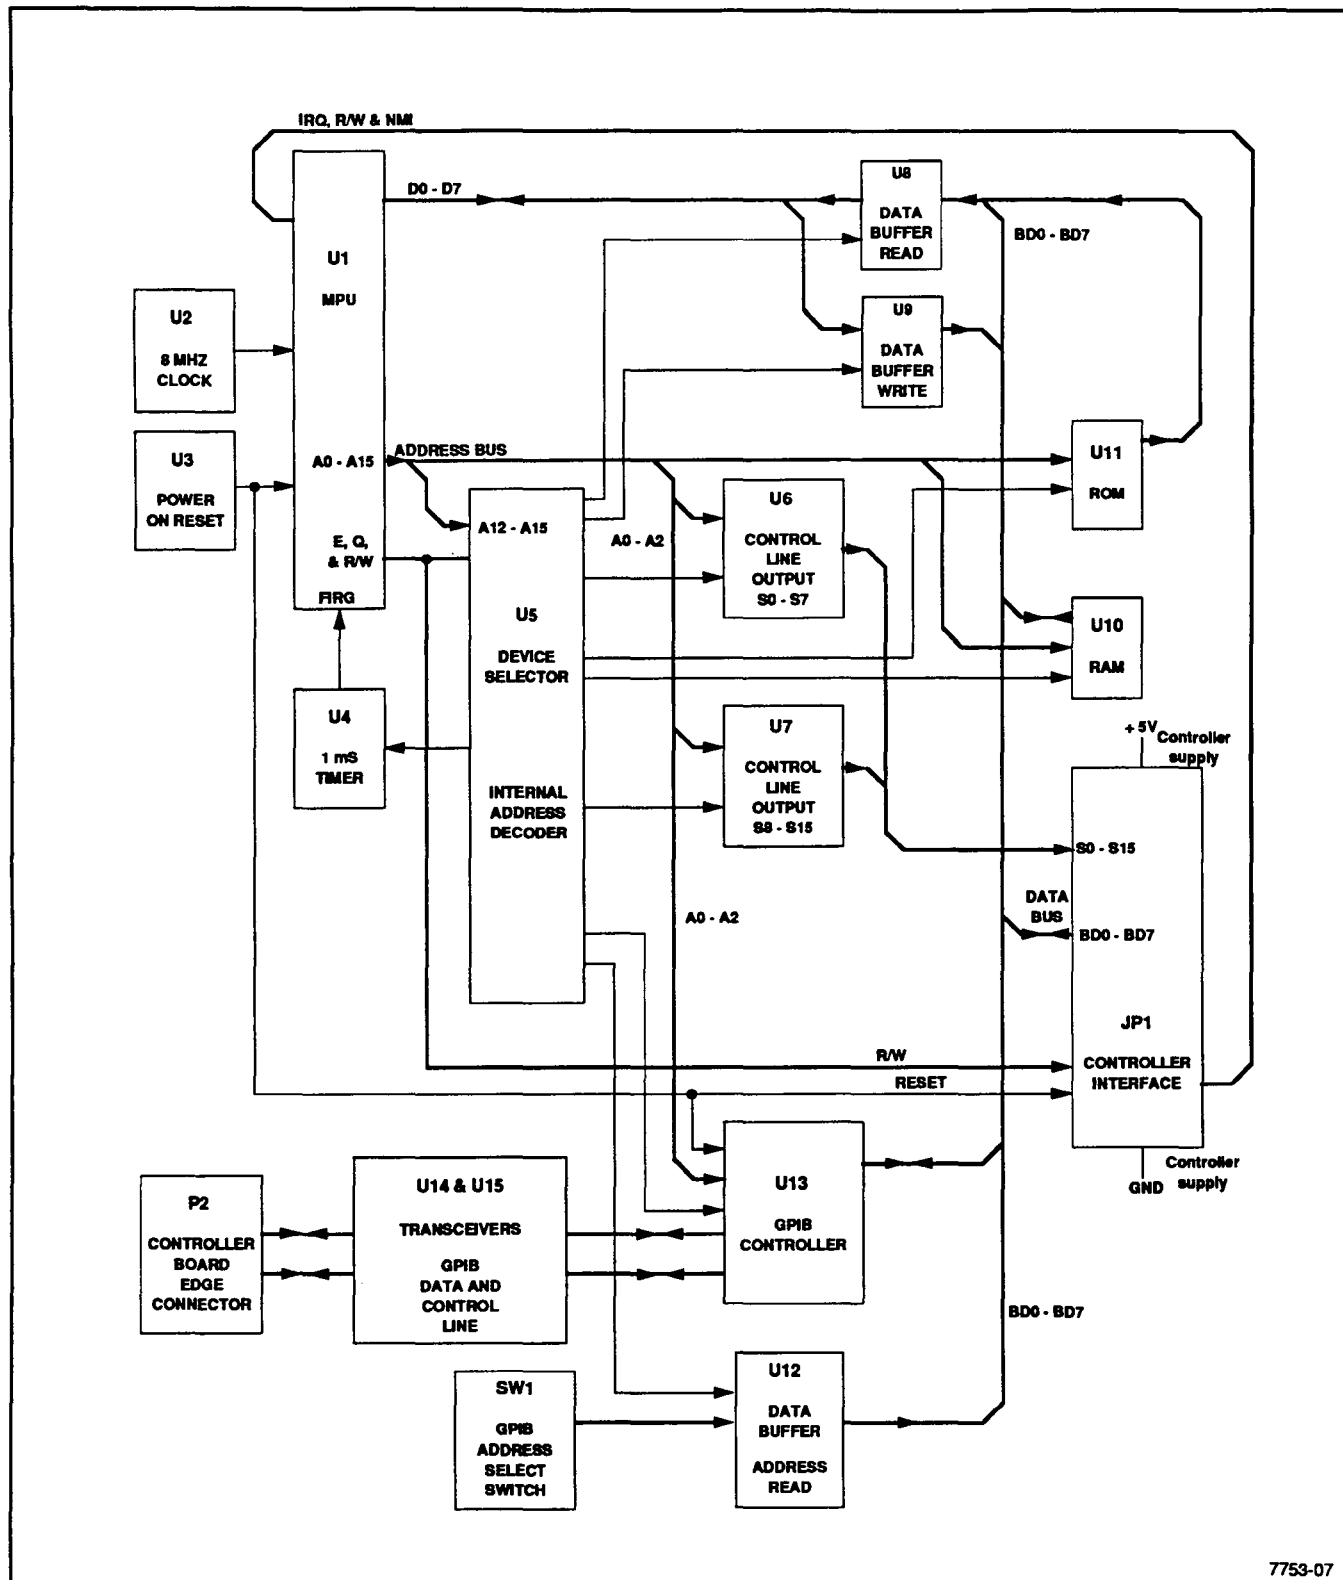 IRQ, R/W & NMI
U1
MPU
A0 - A15
E, Q,
& R/W
FIRG
D0 - D7
U8
DATA
BUFFER
READ
BD0 - BD7
U2
8 MHZ
CLOCK
U9
DATA
BUFFER
WRITE
U3
POWER
ON RESET
ADDRESS BUS
U11
ROM
A12 - A15
U5
DEVICE
SELECTOR
INTERNAL
ADDRESS
DECODER
A0 - A2
U6
CONTROL
LINE
OUTPUT
S0 - S7
U10
RAM
U4
1 mS
TIMER
U7
CONTROL
LINE
OUTPUT
S8 - S15
+ 5V
Controller
supply
S0 - S15
DATA
BUS
BD0 - BD7
JP1
CONTROLLER
INTERFACE
A0 - A2
R/W
RESET
Controller
supply
GND
P2
CONTROLLER
BOARD
EDGE
CONNECTOR
U14 & U15
TRANSCEIVERS
GPIB
DATA AND
CONTROL
LINE
U13
GPIB
CONTROLLER
BD0 - BD7
SW1
GPIB
ADDRESS
SELECT
SWITCH
U12
DATA
BUFFER
ADDRESS
READ
7753-07